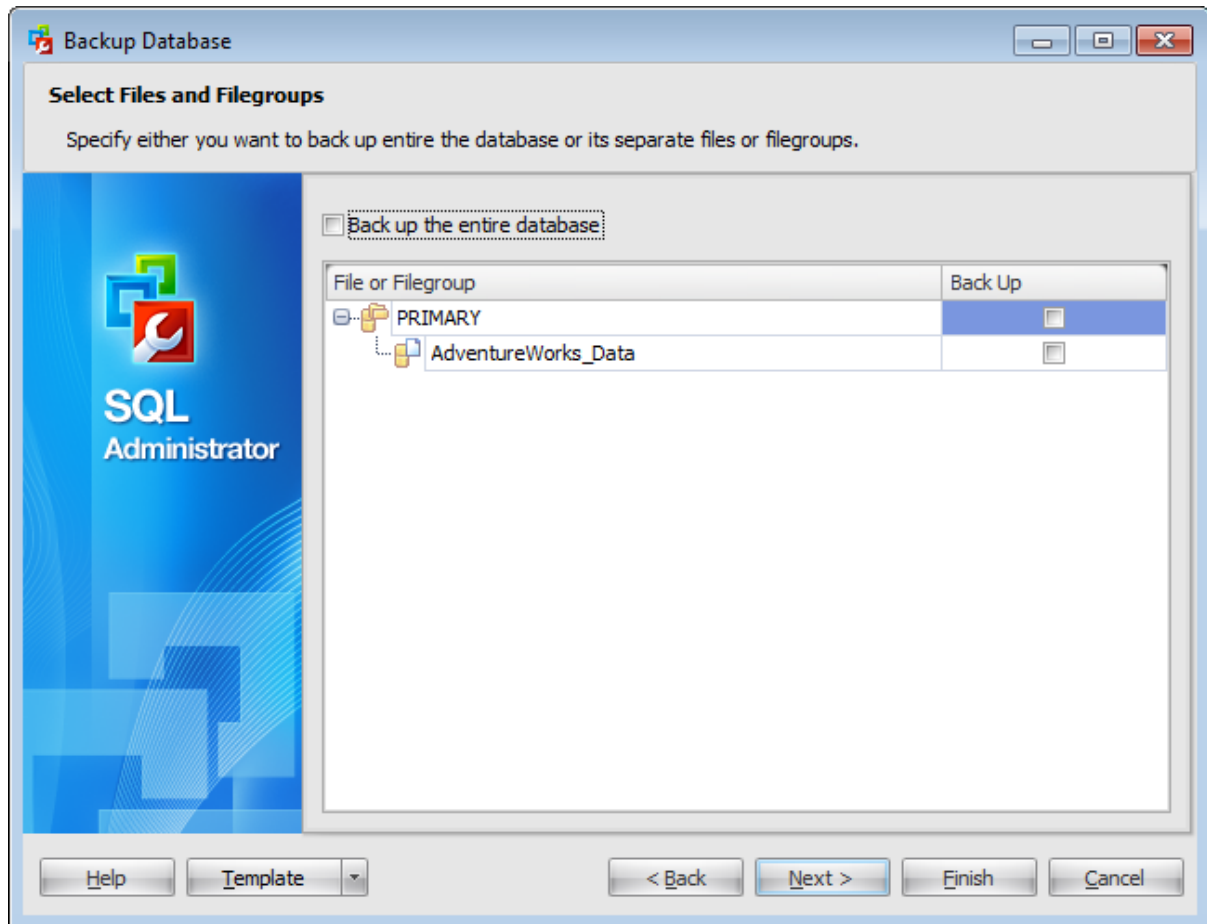 Backup Database
Select Files and Filegroups
Specify either you want to back up entire the database or its separate files or filegroups.
SQL
Administrator
Back up the entire database
File or Filegroup Back Up
PRIMARY
AdventureWorks_Data
Help Template < Back Next > Finish Cancel